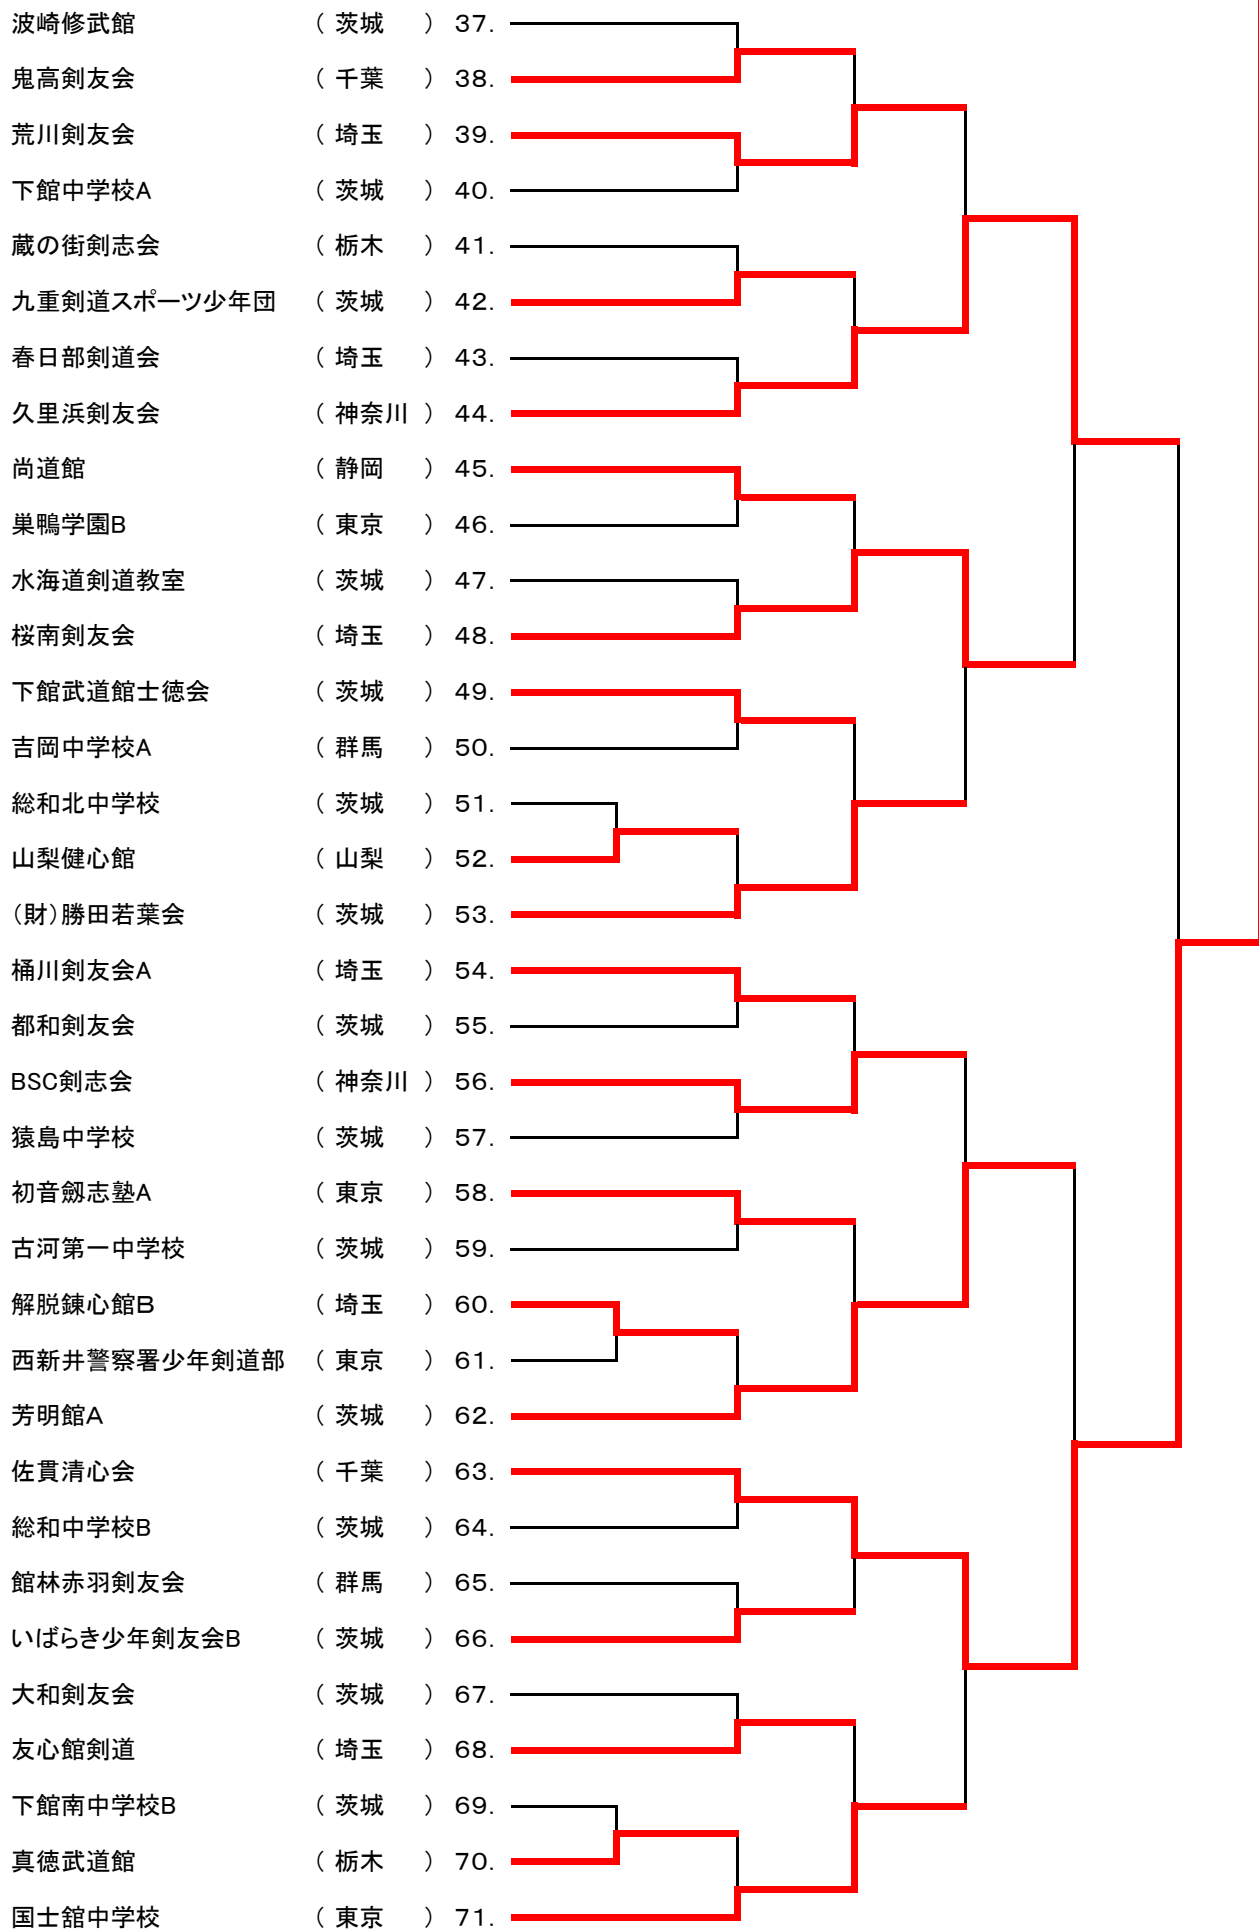 波崎修武館 （ 茨城 ） 37.
鬼高剣友会 （ 千葉 ） 38.
荒川剣友会 （ 埼玉 ） 39.
下館中学校A （ 茨城 ） 40.
蔵の街剣志会 （ 栃木 ） 41.
九重剣道スポーツ少年団 （ 茨城 ） 42.
春日部剣道会 （ 埼玉 ） 43.
久里浜剣友会 （ 神奈川 ） 44.
尚道館 （ 静岡 ） 45.
巣鴨学園B （ 東京 ） 46.
水海道剣道教室 （ 茨城 ） 47.
桜南剣友会 （ 埼玉 ） 48.
下館武道館士徳会 （ 茨城 ） 49.
吉岡中学校A （ 群馬 ） 50.
総和北中学校 （ 茨城 ） 51.
山梨健心館 （ 山梨 ） 52.
（財）勝田若葉会 （ 茨城 ） 53.
桶川剣友会A （ 埼玉 ） 54.
都和剣友会 （ 茨城 ） 55.
BSC剣志会 （ 神奈川 ） 56.
猿島中学校 （ 茨城 ） 57.
初音劔志塾A （ 東京 ） 58.
古河第一中学校 （ 茨城 ） 59.
解脱錬心館B （ 埼玉 ） 60.
西新井警察署少年剣道部 （ 東京 ） 61.
芳明館A （ 茨城 ） 62.
佐貫清心会 （ 千葉 ） 63.
総和中学校B （ 茨城 ） 64.
館林赤羽剣友会 （ 群馬 ） 65.
いばらき少年剣友会B （ 茨城 ） 66.
大和剣友会 （ 茨城 ） 67.
友心館剣道 （ 埼玉 ） 68.
下館南中学校B （ 茨城 ） 69.
真徳武道館 （ 栃木 ） 70.
国士舘中学校 （ 東京 ） 71.